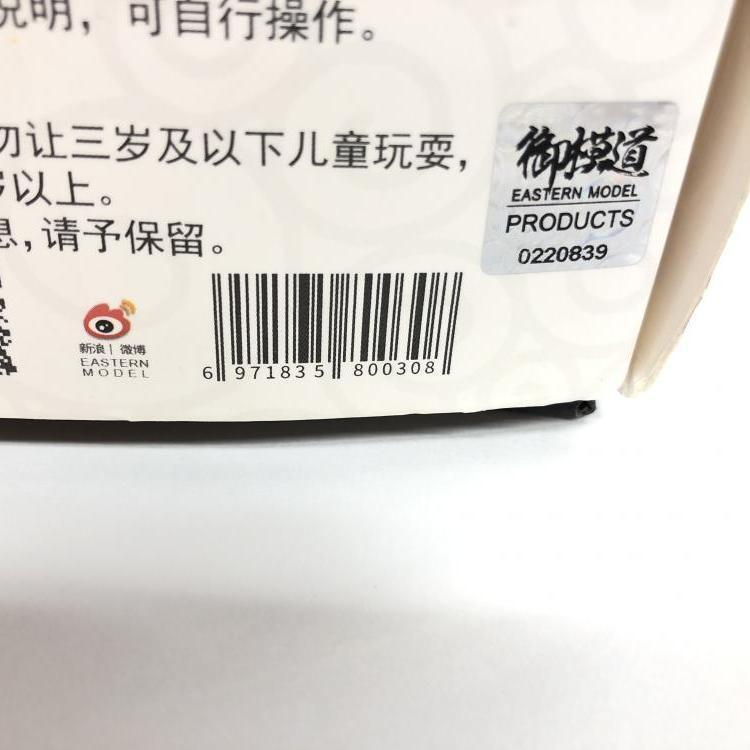 说明，可自行操作。
勿让三岁及以下儿童玩耍，
岁以上。
息，请予保留。
御模道
EASTERN MODEL
PRODUCTS
0220839
新浪 | 微博
EASTERN
MODEL
6 971835 800308